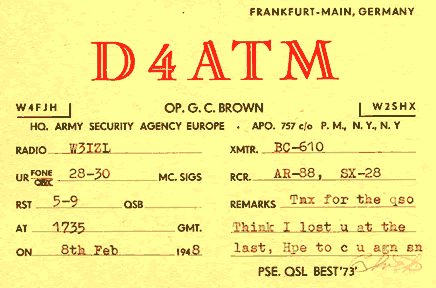 FRANKFURT-MAIN, GERMANY
D4ATM
W4FJH OP. G. C. BROWN W2SHX
HQ. ARMY SECURITY AGENCY EUROPE • APO. 757 c/o P. M., N. Y., N. Y
RADIO W3IZL XMTR. BC-610
UR FONE 28-30 MC. SIGS RCR. AR-88, SX-28
RST 5-9 QSB REMARKS Tnx for the qso
AT 1735 GMT. Think I lost u at the
ON 8th Feb 1948 last, Hpe to c u agn sn
PSE. QSL BEST '73'